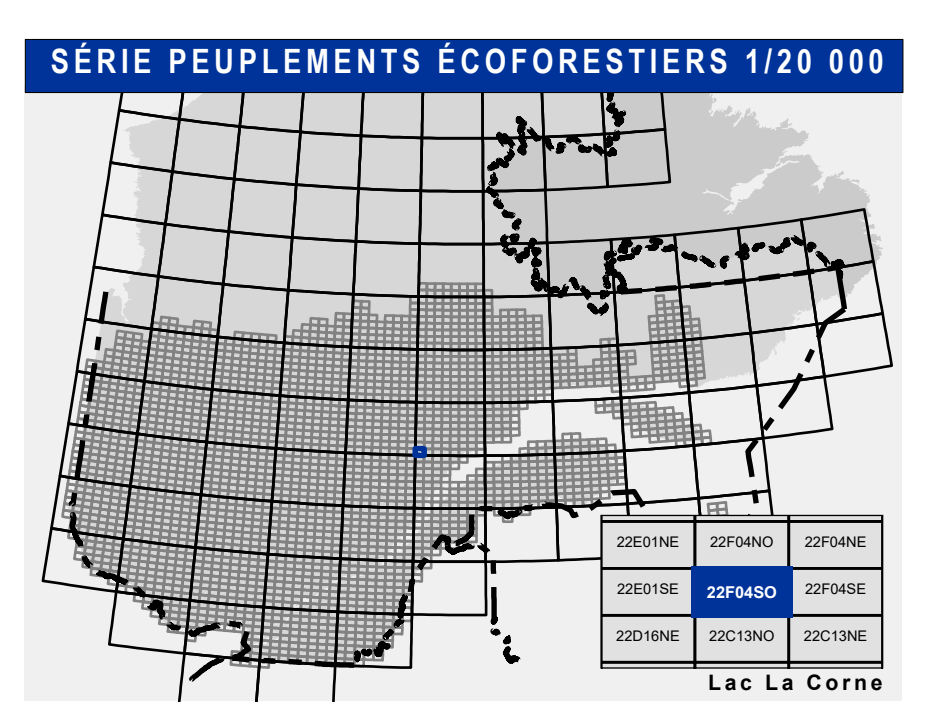 SÉRIE PEUPLEMENTS ÉCOFORESTIERS 1/20 000
22E01NE 22F04NO 22F04NE
22E01SE 22F04SO 22F04SE
22D16NE 22C13NO 22C13NE
Lac La Corne